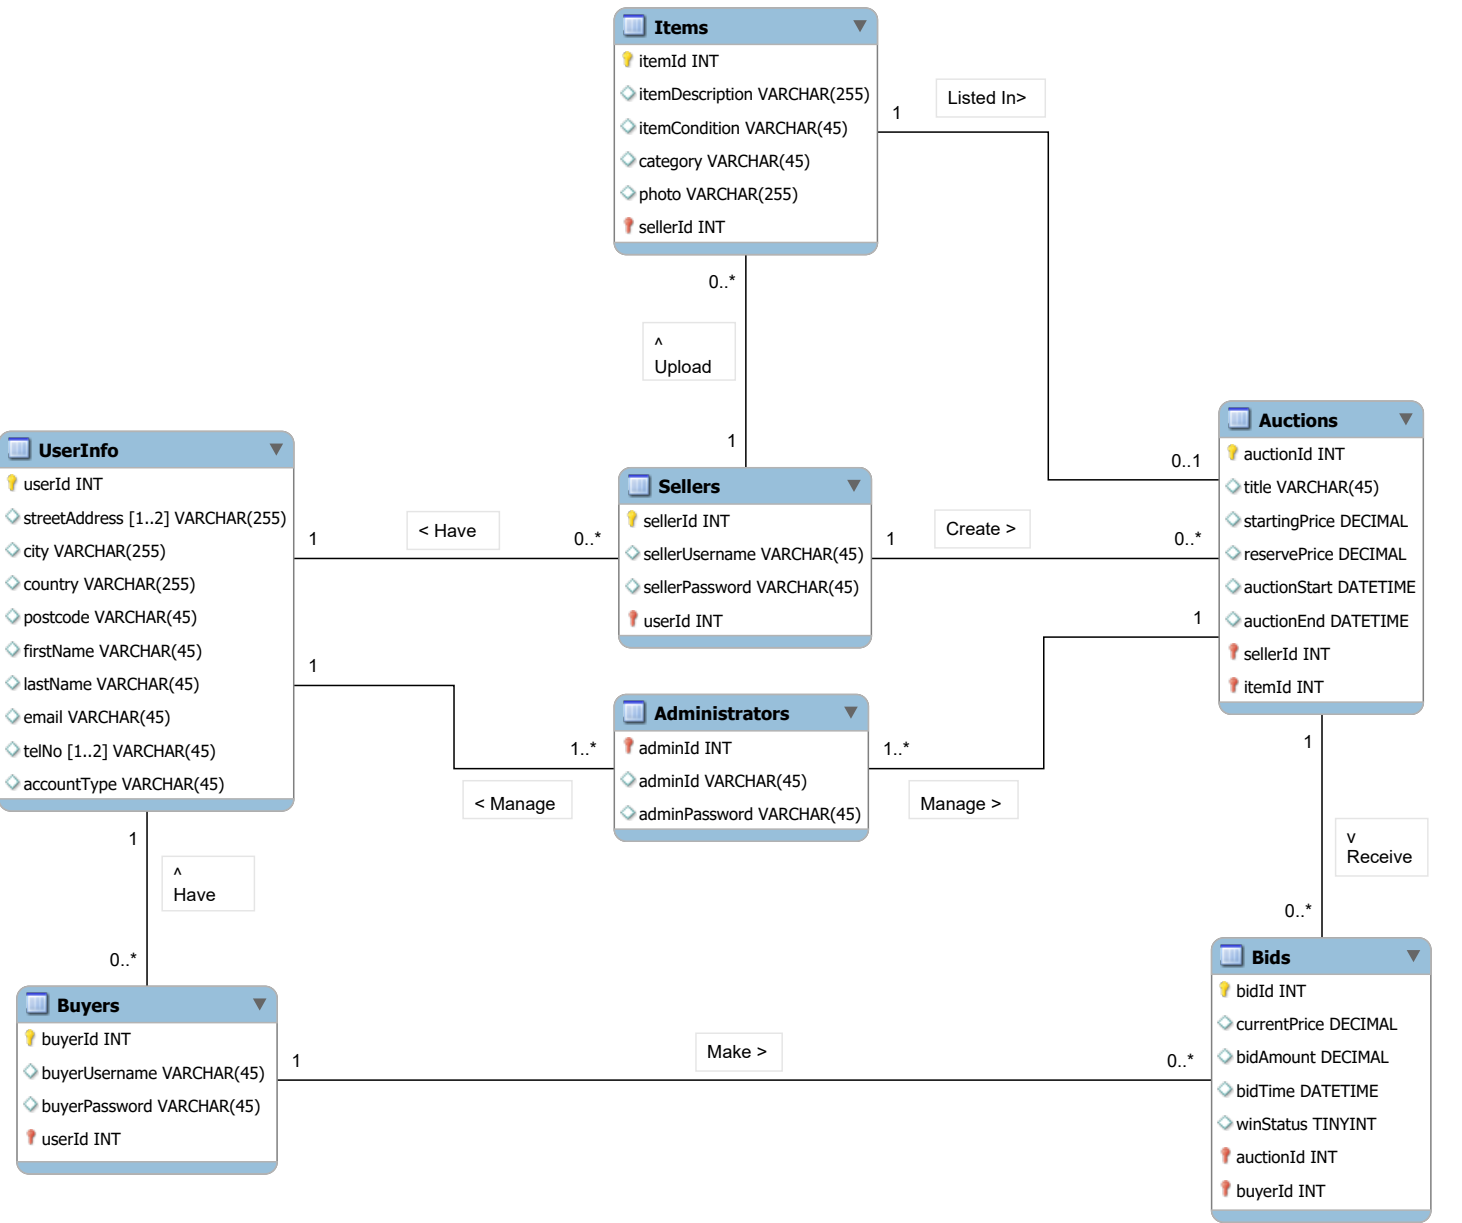 Items
itemId INT
itemDescription VARCHAR(255)
itemCondition VARCHAR(45)
category VARCHAR(45)
photo VARCHAR(255)
sellerId INT
1
Listed In>
0..1
0..*
^
Upload
1
UserInfo
userId INT
streetAddress [1..2] VARCHAR(255)
city VARCHAR(255)
country VARCHAR(255)
postcode VARCHAR(45)
firstName VARCHAR(45)
lastName VARCHAR(45)
email VARCHAR(45)
telNo [1..2] VARCHAR(45)
accountType VARCHAR(45)
1
< Have
0..*
Sellers
sellerId INT
sellerUsername VARCHAR(45)
sellerPassword VARCHAR(45)
userId INT
1
Create >
0..*
Auctions
auctionId INT
title VARCHAR(45)
startingPrice DECIMAL
reservePrice DECIMAL
auctionStart DATETIME
auctionEnd DATETIME
sellerId INT
itemId INT
1
1..*
< Manage
Administrators
adminId INT
adminId VARCHAR(45)
adminPassword VARCHAR(45)
1..*
Manage >
1
1
v
Receive
0..*
1
^
Have
0..*
Buyers
buyerId INT
buyerUsername VARCHAR(45)
buyerPassword VARCHAR(45)
userId INT
1
Make >
0..*
Bids
bidId INT
currentPrice DECIMAL
bidAmount DECIMAL
bidTime DATETIME
winStatus TINYINT
auctionId INT
buyerId INT